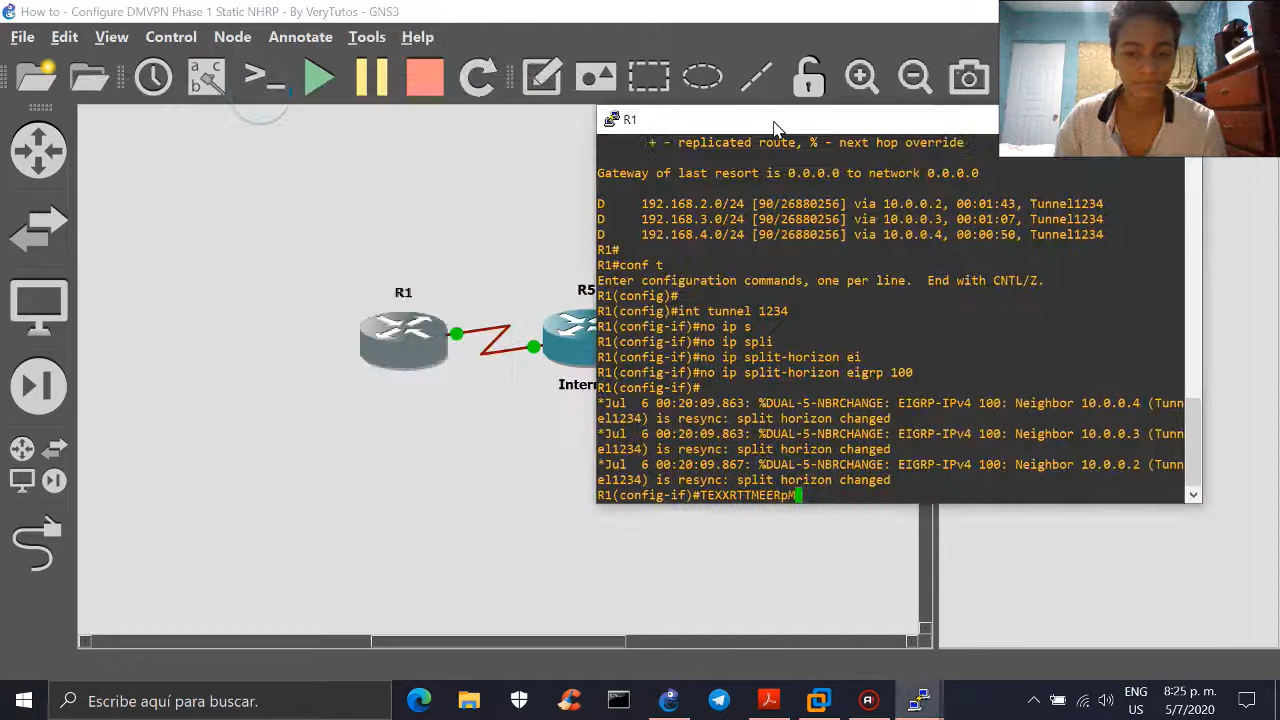 How to - Configure DMVPN Phase 1 Static NHRP - By VeryTutos - GNS3
File Edit View Control Node Annotate Tools Help
R1
+ - replicated route, % - next hop override
Gateway of last resort is 0.0.0.0 to network 0.0.0.0
D 192.168.2.0/24 [90/26880256] via 10.0.0.2, 00:01:43, Tunnel1234
D 192.168.3.0/24 [90/26880256] via 10.0.0.3, 00:01:07, Tunnel1234
D 192.168.4.0/24 [90/26880256] via 10.0.0.4, 00:00:50, Tunnel1234
R1#
R1#conf t
Enter configuration commands, one per line. End with CNTL/Z.
R1(config)#
R1(config)#int tunnel 1234
R1(config-if)#no ip s
R1(config-if)#no ip spli
R1(config-if)#no ip split-horizon ei
R1(config-if)#no ip split-horizon eigrp 100
R1(config-if)#
*Jul 6 00:20:09.863: %DUAL-5-NBRCHANGE: EIGRP-IPv4 100: Neighbor 10.0.0.4 (Tunn
el1234) is resync: split horizon changed
*Jul 6 00:20:09.863: %DUAL-5-NBRCHANGE: EIGRP-IPv4 100: Neighbor 10.0.0.3 (Tunn
el1234) is resync: split horizon changed
*Jul 6 00:20:09.867: %DUAL-5-NBRCHANGE: EIGRP-IPv4 100: Neighbor 10.0.0.2 (Tunn
el1234) is resync: split horizon changed
R1(config-if)#TEXXRTTMEERpM
R1
R5
Inter
Escribe aquí para buscar.
ENG
US
8:25 p. m.
5/7/2020